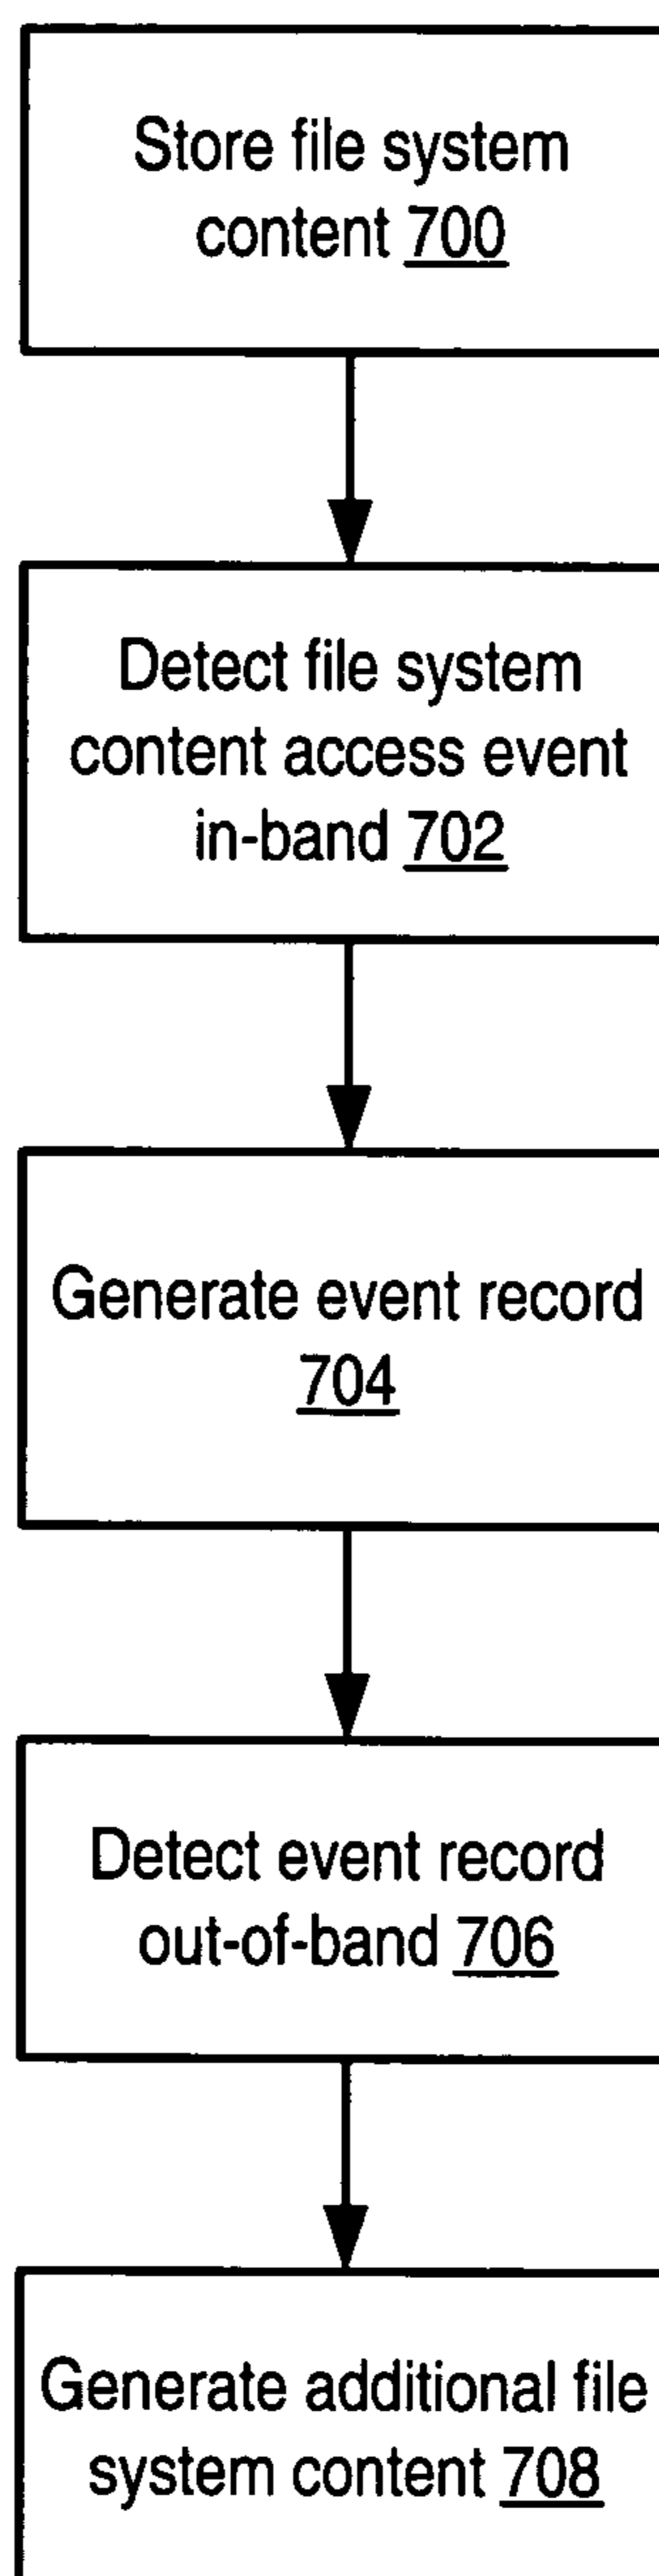 Store file system
content 700
Detect file system
content access event
in-band 702
Generate event record
704
Detect event record
out-of-band 706
Generate additional file
system content 708